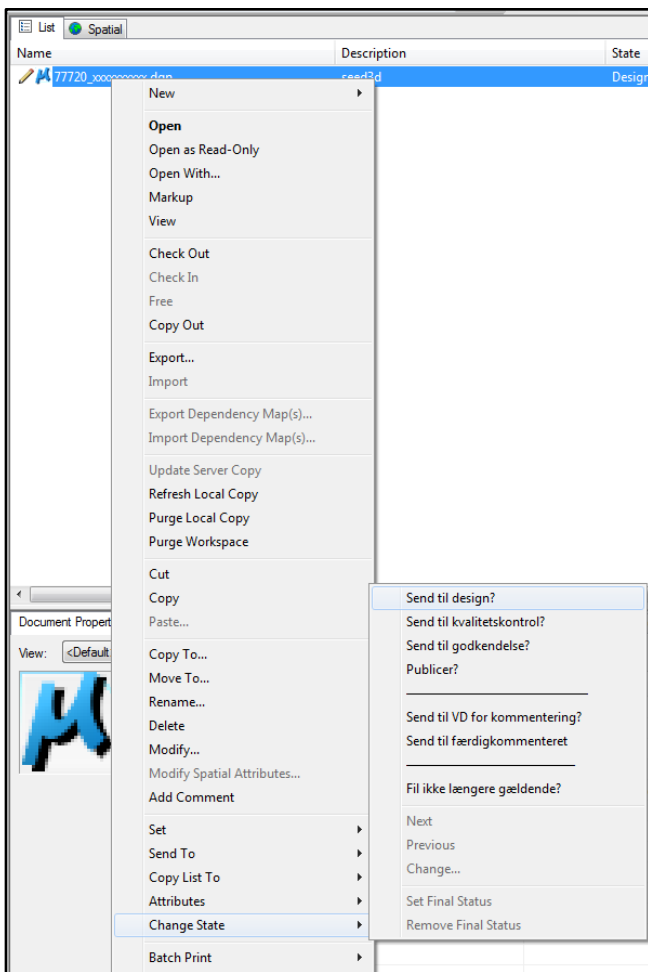 List Spatial
Name Description State
77720_xxxxxxxxxx.dgn seed3d Design
New
Open
Open as Read-Only
Open With...
Markup
View
Check Out
Check In
Free
Copy Out
Export...
Import
Export Dependency Map(s)...
Import Dependency Map(s)...
Update Server Copy
Refresh Local Copy
Purge Local Copy
Purge Workspace
Cut
Copy
Paste...
Copy To...
Move To...
Rename...
Delete
Modify...
Modify Spatial Attributes...
Add Comment
Set
Send To
Copy List To
Attributes
Change State
Batch Print
Send til design?
Send til kvalitetskontrol?
Send til godkendelse?
Publicer?
Send til VD for kommentering?
Send til færdigkommenteret
Fil ikke længere gældende?
Next
Previous
Change...
Set Final Status
Remove Final Status
Document Propert
View: <Default
μ